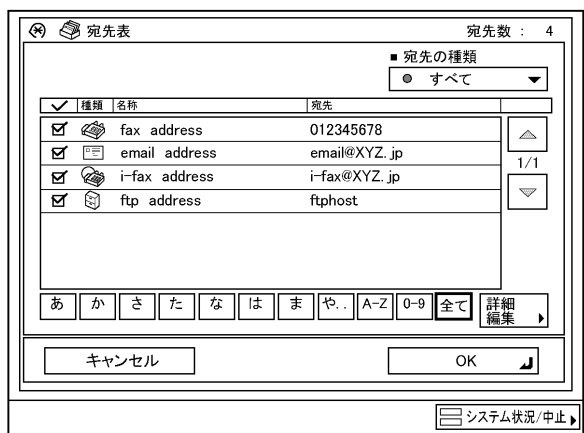 宛先表 宛先数 : 4
■ 宛先の種類
すべて
種類 名称 宛先
fax address 012345678
email address email@XYZ.jp
i-fax address i-fax@XYZ.jp
ftp address ftphost
1/1
あ か さ た な は ま や.. A-Z 0-9 全て 詳細
編集
キャンセル OK
システム状況/中止